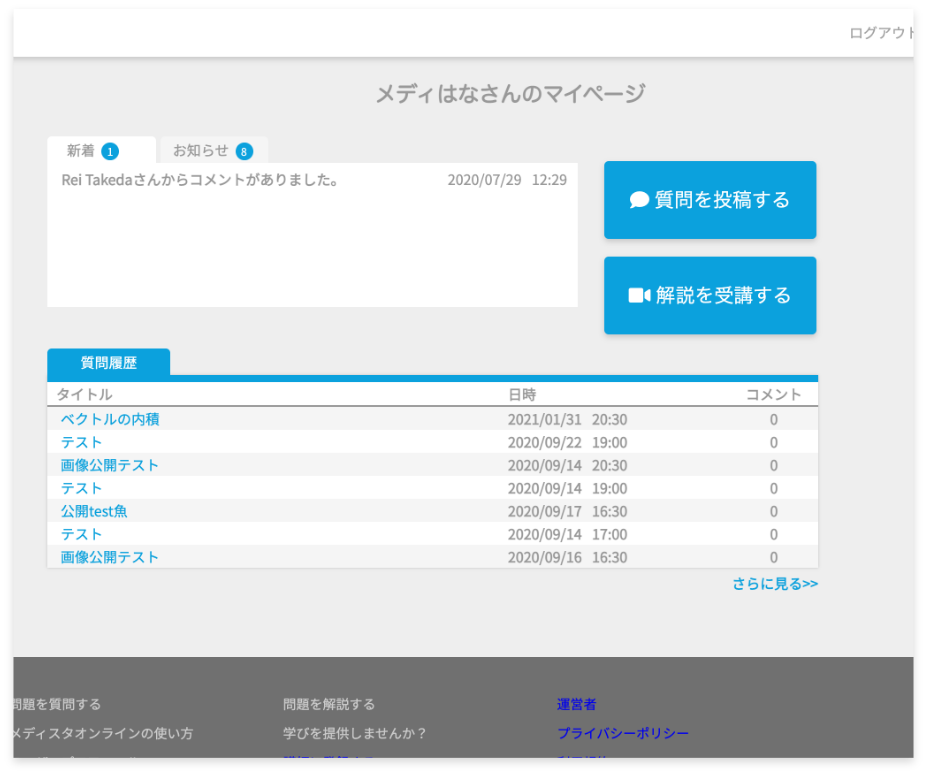 ログアウト
メディはなさんのマイページ
新着 1 お知らせ 8
Rei Takedaさんからコメントがありました。 2020/07/29 12:29
質問を投稿する
解説を受講する
質問履歴
タイトル 日時 コメント
ベクトルの内積 2021/01/31 20:30 0
テスト 2020/09/22 19:00 0
画像公開テスト 2020/09/14 20:30 0
テスト 2020/09/14 19:00 0
公開test魚 2020/09/17 16:30 0
テスト 2020/09/14 17:00 0
画像公開テスト 2020/09/16 16:30 0
さらに見る>>
問題を質問する 問題を解説する 運営者
メディスタオンラインの使い方 学びを提供しませんか？ プライバシーポリシー